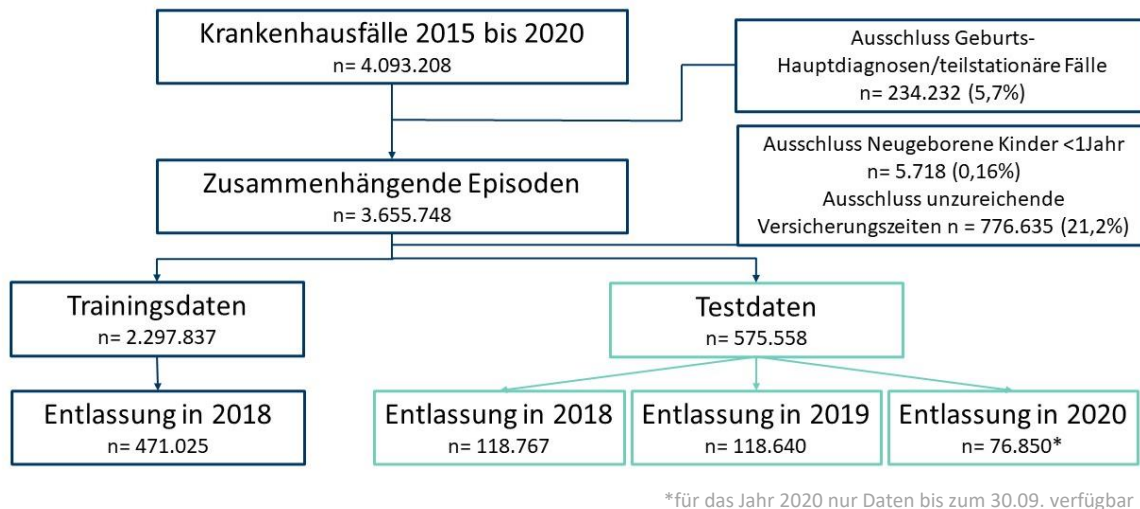 Krankenhausfälle 2015 bis 2020
n= 4.093.208
Ausschluss Geburts-
Hauptdiagnosen/teilstationäre Fälle
n= 234.232 (5,7%)
Zusammenhängende Episoden
n= 3.655.748
Ausschluss Neugeborene Kinder <1Jahr
n= 5.718 (0,16%)
Ausschluss unzureichende
Versicherungszeiten n = 776.635 (21,2%)
Trainingsdaten
n= 2.297.837
Testdaten
n= 575.558
Entlassung in 2018
n= 471.025
Entlassung in 2018
n= 118.767
Entlassung in 2019
n= 118.640
Entlassung in 2020
n= 76.850*
*für das Jahr 2020 nur Daten bis zum 30.09. verfügbar